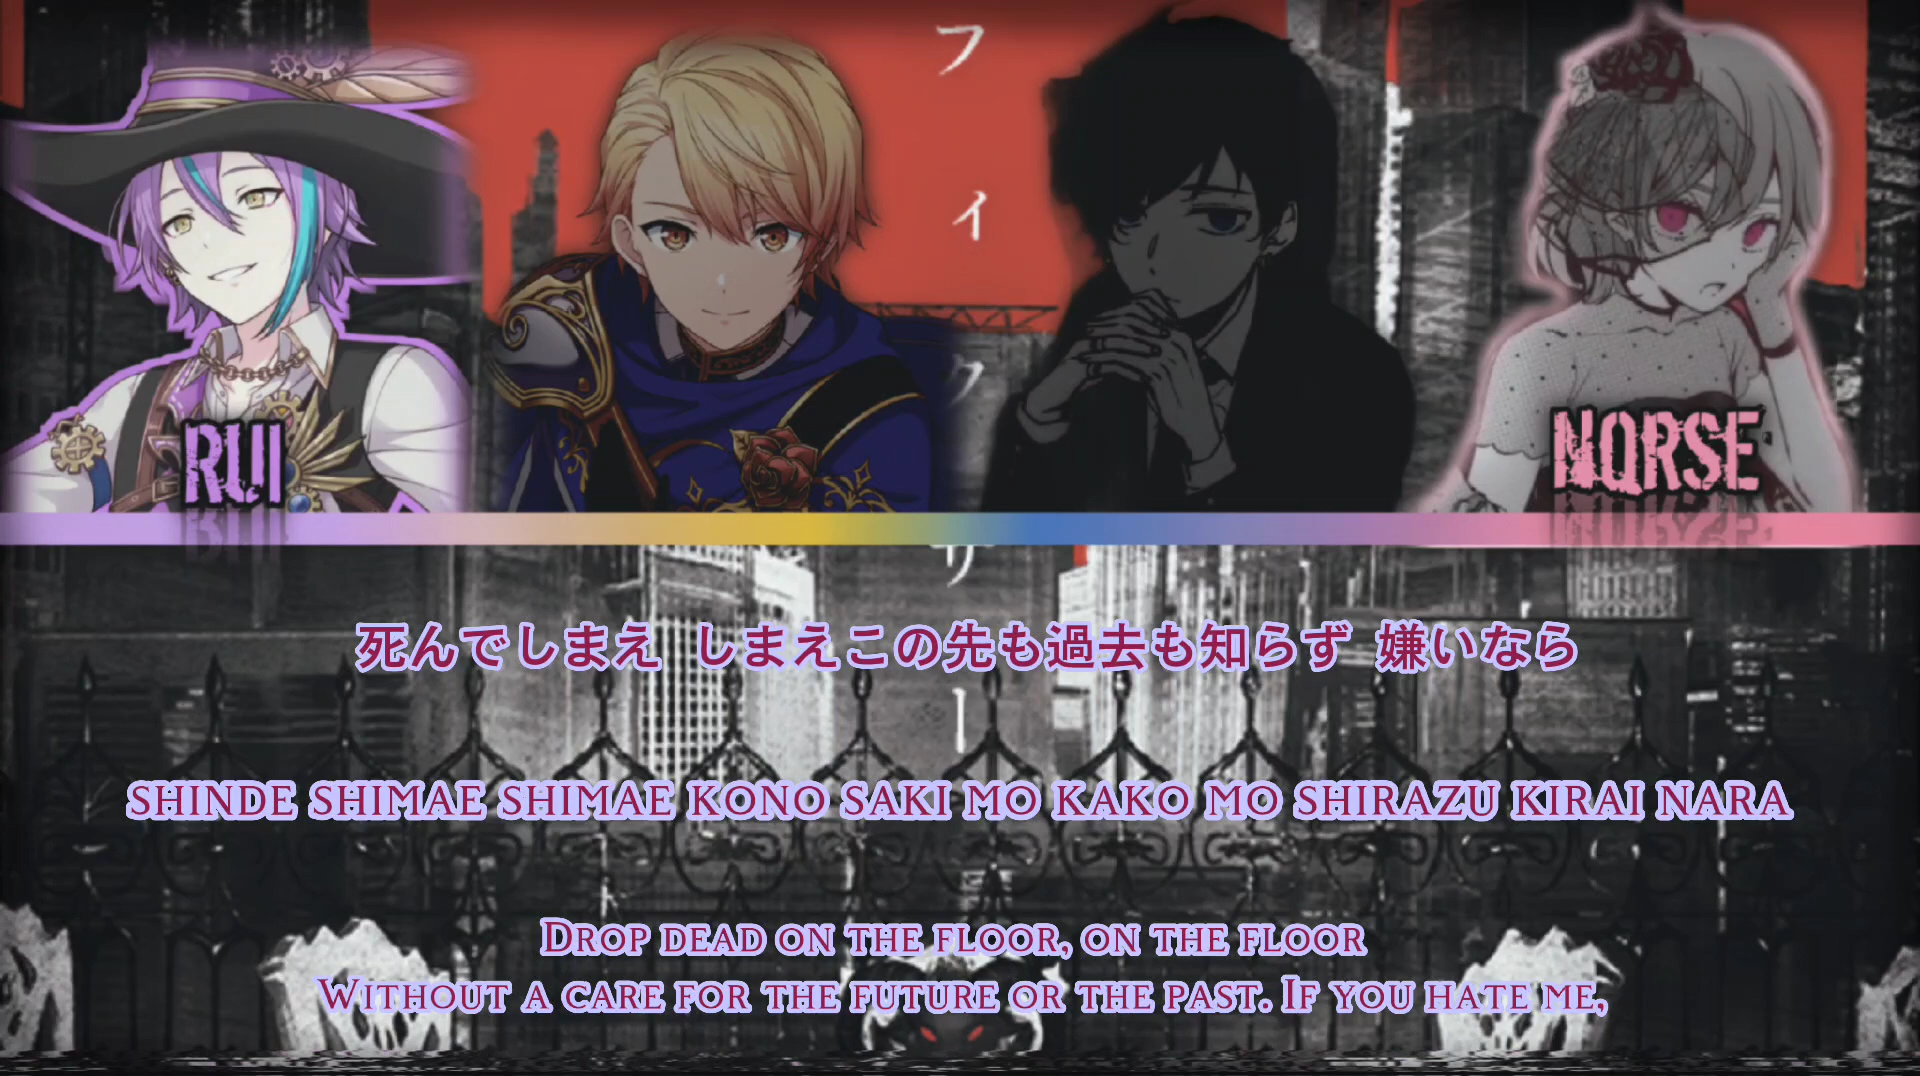 フィクサー
RUI
NQRSE
死んでしまえ しまえこの先も過去も知らず 嫌いなら
SHINDE SHIMAE SHIMAE KONO SAKI MO KAKO MO SHIRAZU KIRAI NARA
DROP DEAD ON THE FLOOR, ON THE FLOOR
WITHOUT A CARE FOR THE FUTURE OR THE PAST. IF YOU HATE ME,